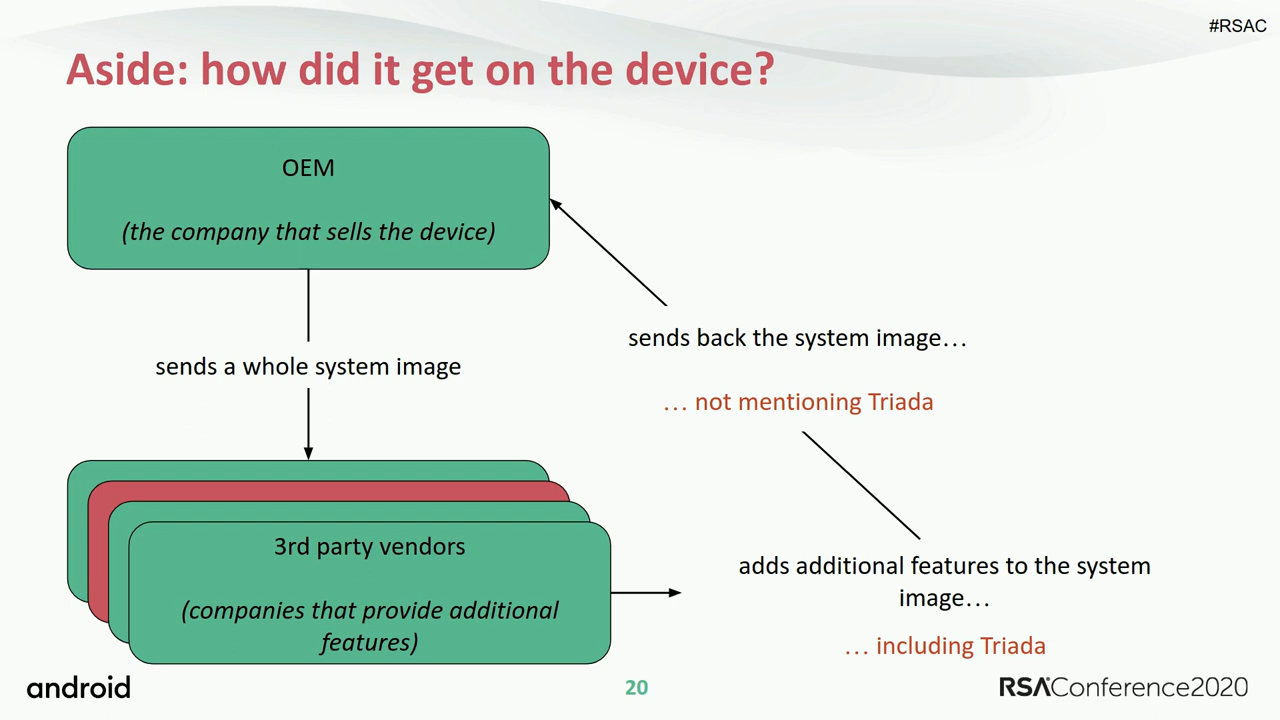 #RSAC
Aside: how did it get on the device?
OEM
(the company that sells the device)
sends back the system image…
sends a whole system image
… not mentioning Triada
3rd party vendors
(companies that provide additional
features)
adds additional features to the system
image…
… including Triada
android
20
RSAConference2020